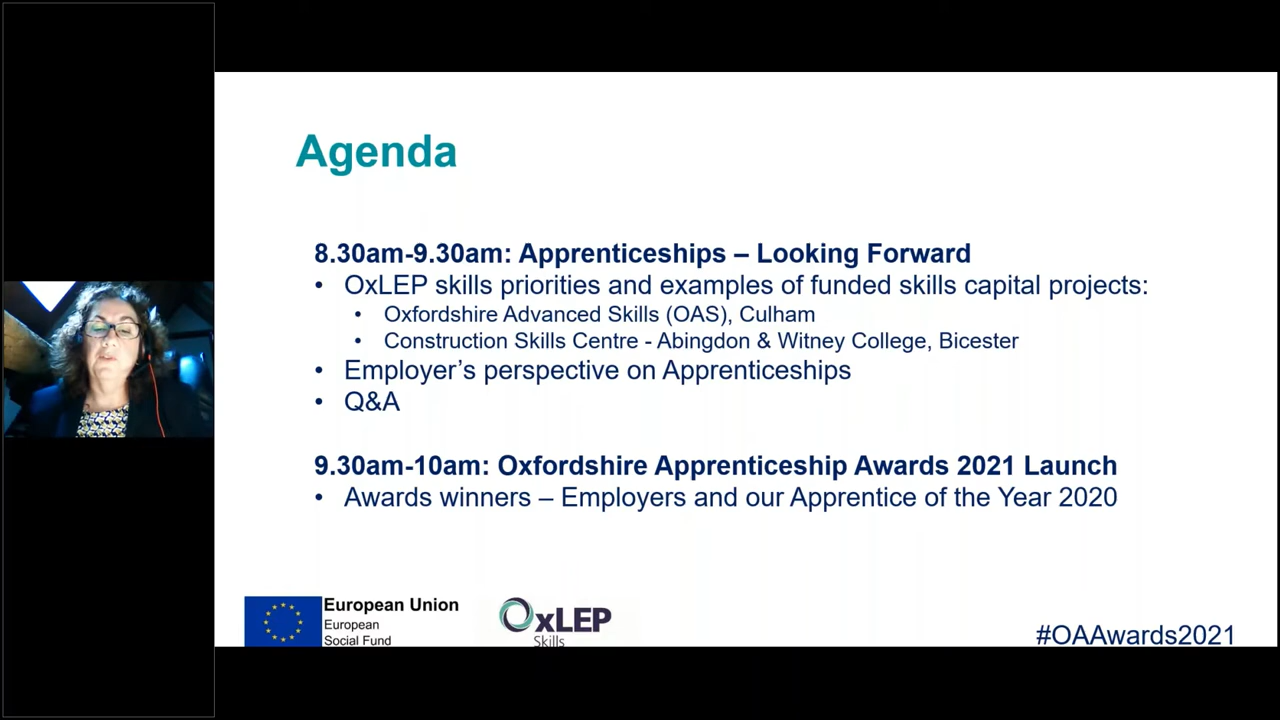 Agenda
8.30am-9.30am: Apprenticeships – Looking Forward
• OxLEP skills priorities and examples of funded skills capital projects:
• Oxfordshire Advanced Skills (OAS), Culham
• Construction Skills Centre - Abingdon & Witney College, Bicester
• Employer’s perspective on Apprenticeships
• Q&A
9.30am-10am: Oxfordshire Apprenticeship Awards 2021 Launch
• Awards winners – Employers and our Apprentice of the Year 2020
European Union
European
Social Fund
OxLEP
Skills
#OAAwards2021